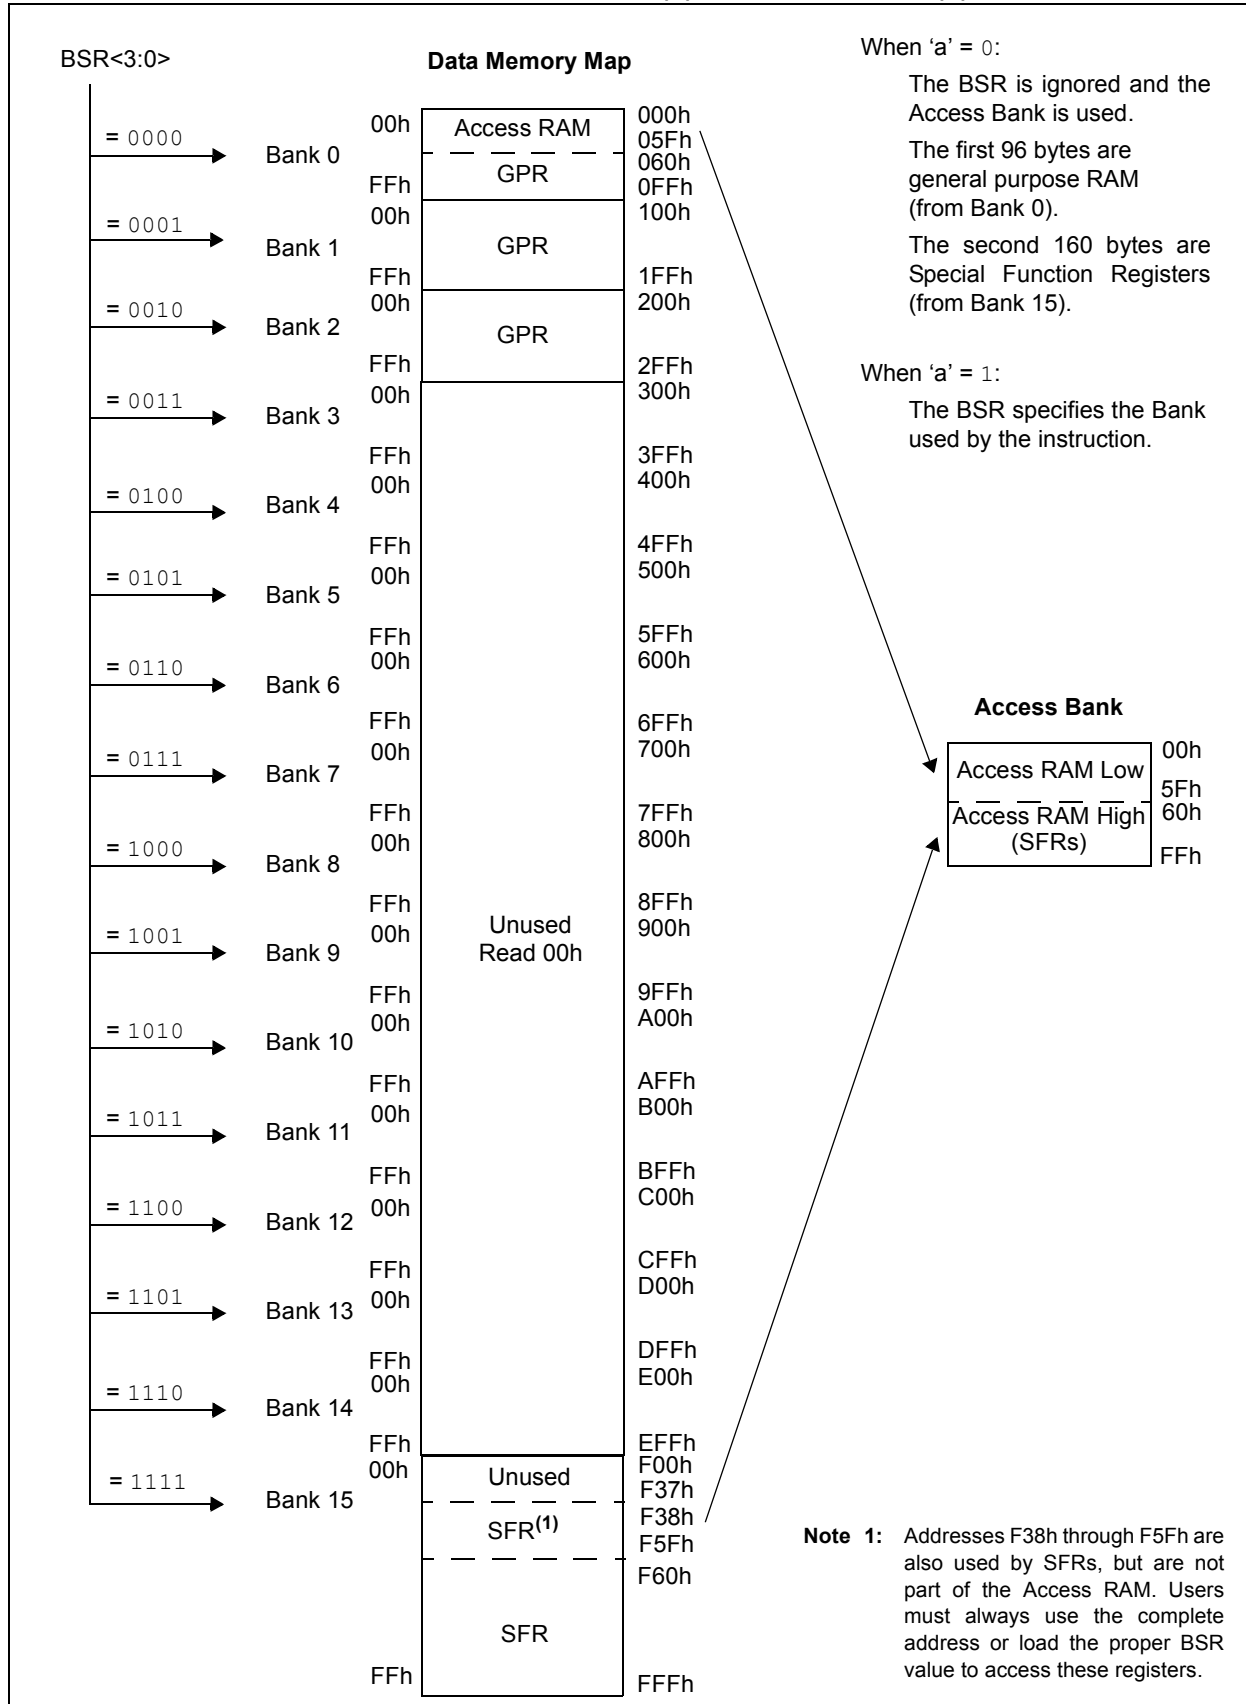 BSR<3:0>
Data Memory Map
When ‘a’ = 0:
The BSR is ignored and the
Access Bank is used.
The first 96 bytes are
general purpose RAM
(from Bank 0).
The second 160 bytes are
Special Function Registers
(from Bank 15).
When ‘a’ = 1:
The BSR specifies the Bank
used by the instruction.
= 0000
Bank 0
00h
Access RAM
000h
05Fh
060h
GPR
FFh
0FFh
= 0001
Bank 1
00h
100h
GPR
FFh
1FFh
= 0010
Bank 2
00h
200h
GPR
FFh
2FFh
= 0011
Bank 3
00h
300h
FFh
3FFh
= 0100
Bank 4
00h
400h
FFh
4FFh
= 0101
Bank 5
00h
500h
FFh
5FFh
= 0110
Bank 6
00h
600h
FFh
6FFh
= 0111
Bank 7
00h
700h
FFh
7FFh
= 1000
Bank 8
00h
800h
FFh
8FFh
= 1001
Bank 9
00h
900h
Unused
Read 00h
FFh
9FFh
= 1010
Bank 10
00h
A00h
FFh
AFFh
= 1011
Bank 11
00h
B00h
FFh
BFFh
= 1100
Bank 12
00h
C00h
FFh
CFFh
= 1101
Bank 13
00h
D00h
FFh
DFFh
= 1110
Bank 14
00h
E00h
FFh
EFFh
= 1111
Bank 15
00h
F00h
Unused
F37h
F38h
SFR(1)
F5Fh
F60h
SFR
FFh
FFFh
Access Bank
Access RAM Low
00h
5Fh
Access RAM High
(SFRs)
60h
FFh
Note 1: Addresses F38h through F5Fh are
also used by SFRs, but are not
part of the Access RAM. Users
must always use the complete
address or load the proper BSR
value to access these registers.